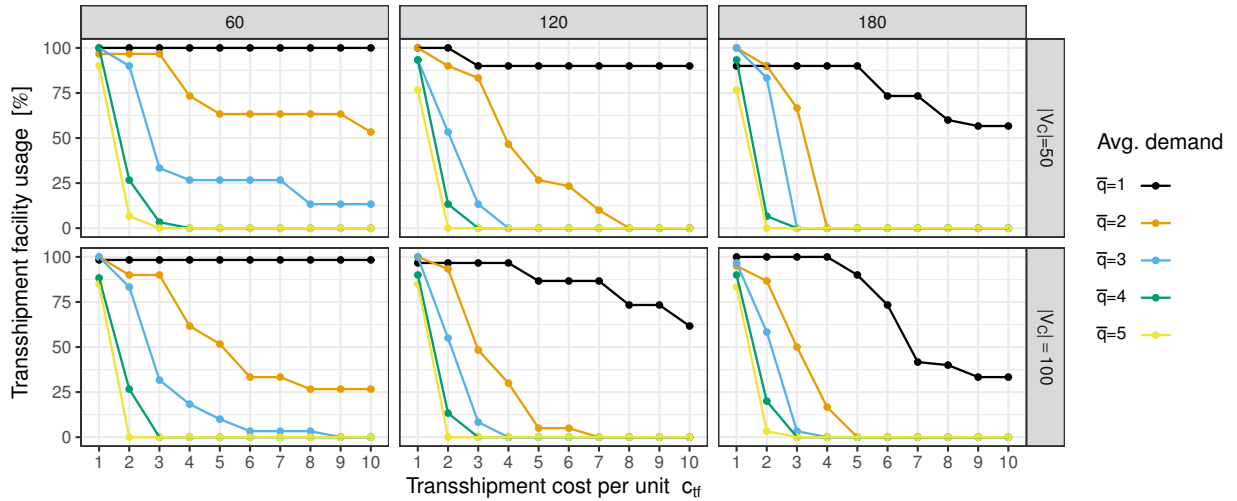 60 120 180
Transshipment facility usage [%]
100
75
50
25
0
|V_C|=50
100
75
50
25
0
|V_C| = 100
1 2 3 4 5 6 7 8 9 10 1 2 3 4 5 6 7 8 9 10 1 2 3 4 5 6 7 8 9 10
Transshipment cost per unit c_tf
Avg. demand
q̅=1
q̅=2
q̅=3
q̅=4
q̅=5